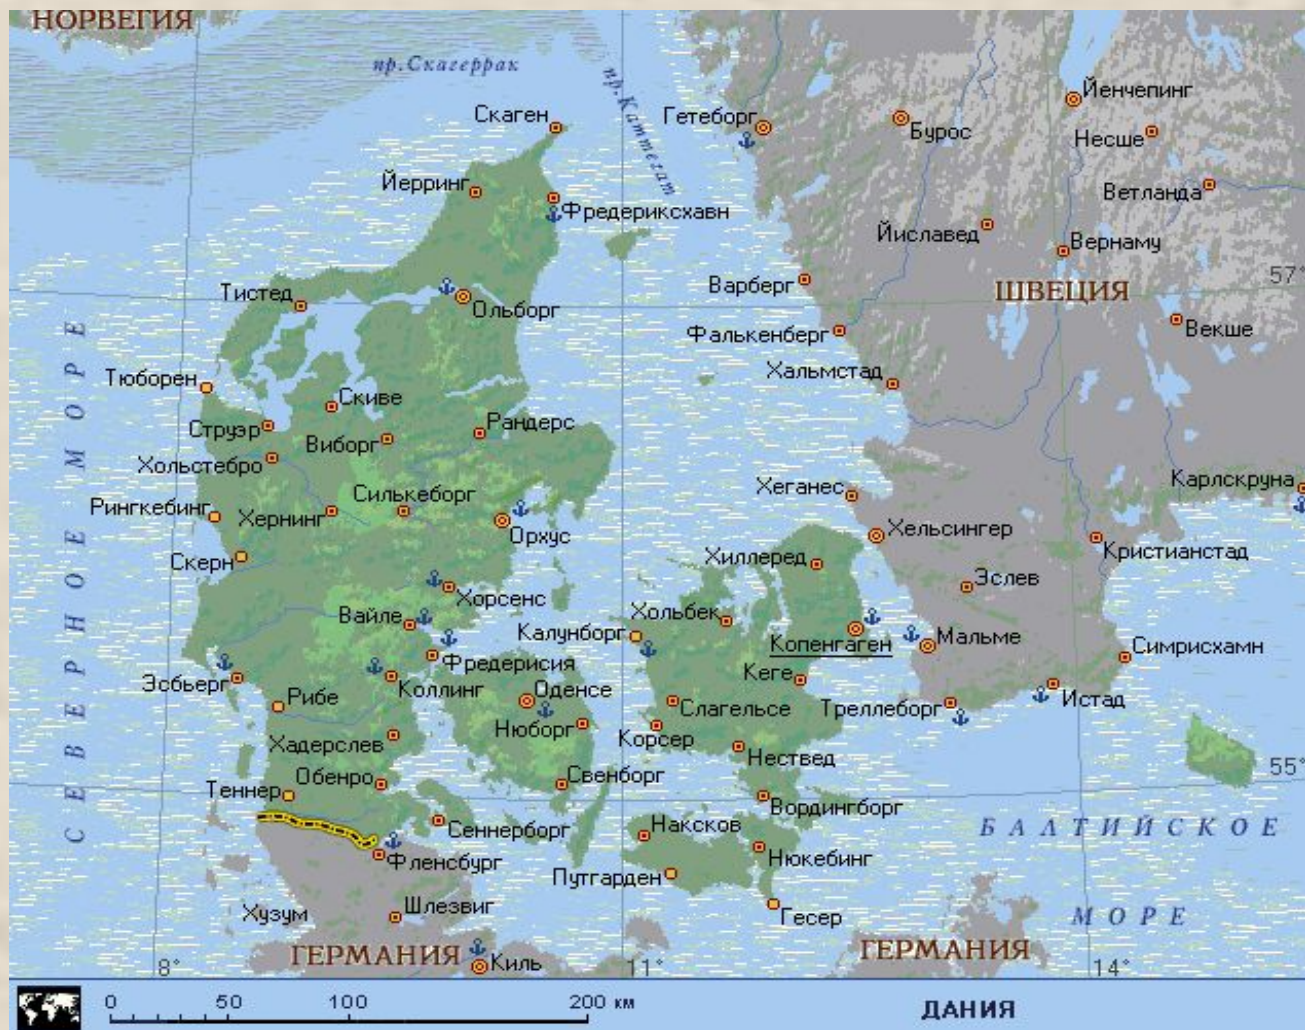 НОРВЕГИЯ
пр.Скагеррак
пр.Каттегат
Скаген
Гетеборг
Бурос
Йенчепинг
Несше
Йерринг
Фредериксхавн
Ветланда
Йиславед
Вернаму
Тистед
Ольборг
Варберг
ШВЕЦИЯ
57°
Фалькенберг
Векше
Тюборен
Хальмстад
Скиве
Струэр
Виборг
Рандерс
Хольстебро
СЕВЕРНОЕ МОРЕ
Карлскруна
Рингкебинг
Хернинг
Силькеборг
Орхус
Хеганес
Хельсингер
Кристианстад
Скерн
Хиллеред
Эслев
Хорсенс
Вайле
Хольбек
Калунборг
Копенгаген
Мальме
Симрисхамн
Фредерисия
Эсбьерг
Коллинг
Оденсе
Кеге
Рибе
Слагельсе
Треллеборг
Истад
Нюборг
Корсер
Хадерслев
Нествед
Обенро
Свенборг
55°
Теннер
Вордингборг
Сеннерборг
Наксков
БАЛТИЙСКОЕ
Фленсбург
Нюкебинг
Путгарден
Хузум
Шлезвиг
Гесер
МОРЕ
ГЕРМАНИЯ
ГЕРМАНИЯ
Киль
8°
11°
14°
0 50 100 200 км
ДАНИЯ